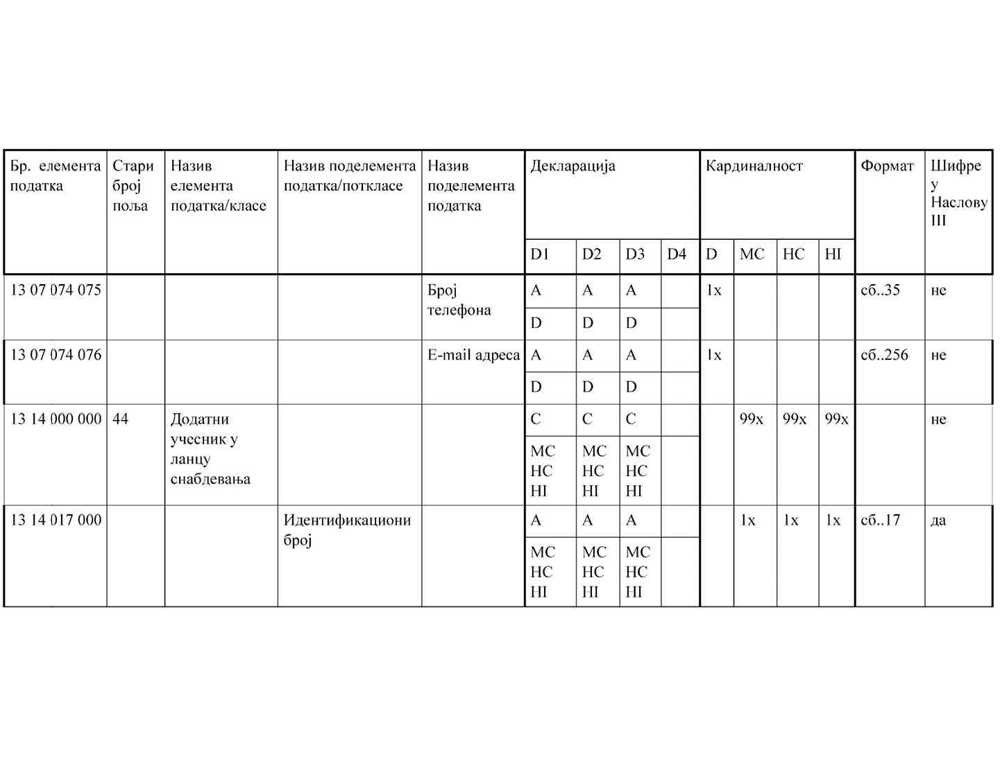 Бр. елемента податка	Стари број поља	Назив елемента податка/класе	Назив поделемента податка/поткласе	Назив поделемента податка	Декларација	Кардиналност	Формат	Шифре у Наслову III
D1	D2	D3	D4	D	MC	HC	HI
13 07 074 075	Број телефона	A	A	A	1x	сб..35	не
D	D	D
13 07 074 076	E-mail адреса	A	A	A	1x	сб..256	не
D	D	D
13 14 000 000	44	Додатни учесник у ланцу снабдевања	C	C	C	99x	99x	99x	не
MC HC HI	MC HC HI	MC HC HI
13 14 017 000	Идентификациони број	A	A	A	1x	1x	1x	сб..17	да
MC HC HI	MC HC HI	MC HC HI